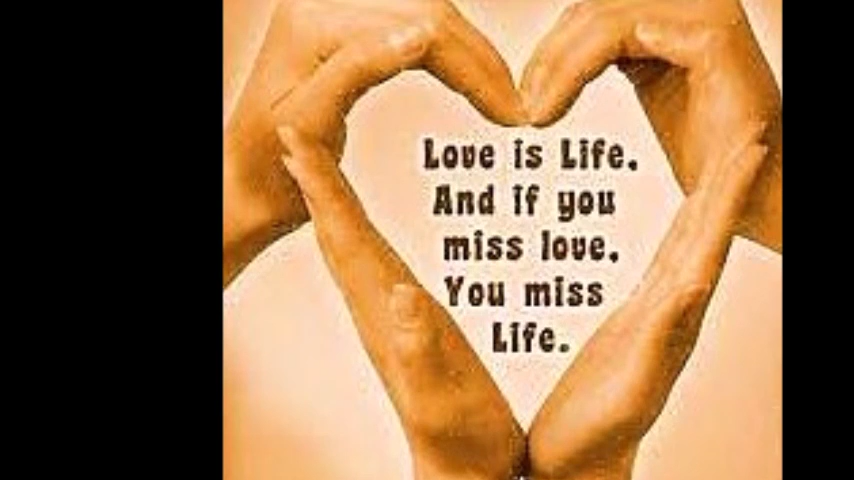 Love is Life.
And if you
miss love.
You miss
Life.